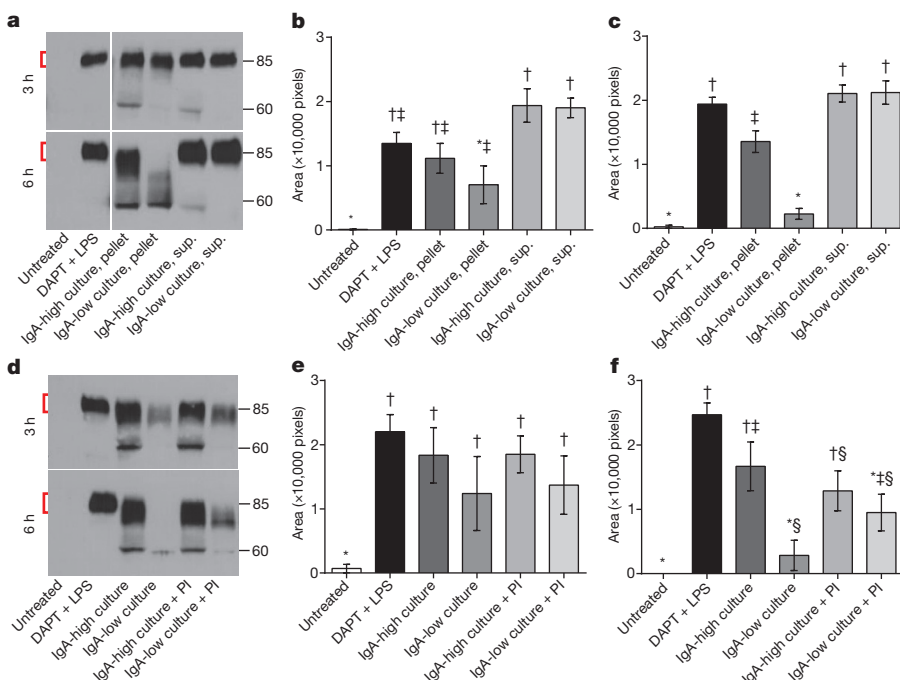 a
3 h
85
60
6 h
85
60
Untreated
DAPT + LPS
IgA-high culture, pellet
IgA-low culture, pellet
IgA-high culture, sup.
IgA-low culture, sup.
b
Area (×10,000 pixels)
3
2
1
0
*
†‡
†‡
*‡
†
†
Untreated
DAPT + LPS
IgA-high culture, pellet
IgA-low culture, pellet
IgA-high culture, sup.
IgA-low culture, sup.
c
Area (×10,000 pixels)
3
2
1
0
*
†
‡
*
†
†
Untreated
DAPT + LPS
IgA-high culture, pellet
IgA-low culture, pellet
IgA-high culture, sup.
IgA-low culture, sup.
d
3 h
85
60
6 h
85
60
Untreated
DAPT + LPS
IgA-high culture
IgA-low culture
IgA-high culture + PI
IgA-low culture + PI
e
Area (×10,000 pixels)
3
2
1
0
*
†
†
†
†
†
Untreated
DAPT + LPS
IgA-high culture
IgA-low culture
IgA-high culture + PI
IgA-low culture + PI
f
Area (×10,000 pixels)
3
2
1
0
*
†
†‡
*§
†§
*‡§
Untreated
DAPT + LPS
IgA-high culture
IgA-low culture
IgA-high culture + PI
IgA-low culture + PI